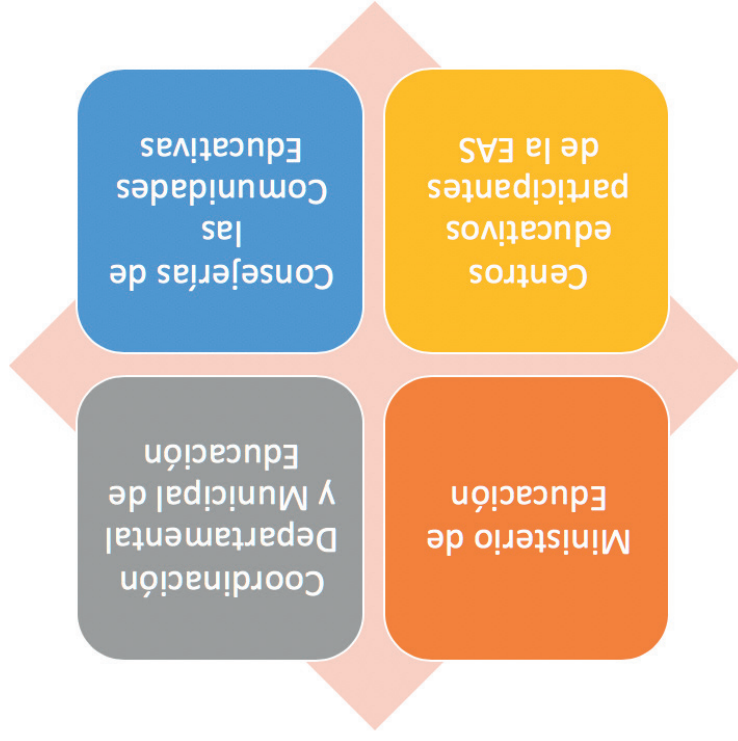 Ministerio de
Educación
Coordinación
Departamental
y Municipal de
Educación
Centros
educativos
participantes
de la EAS
Consejerías de
las
Comunidades
Educativas